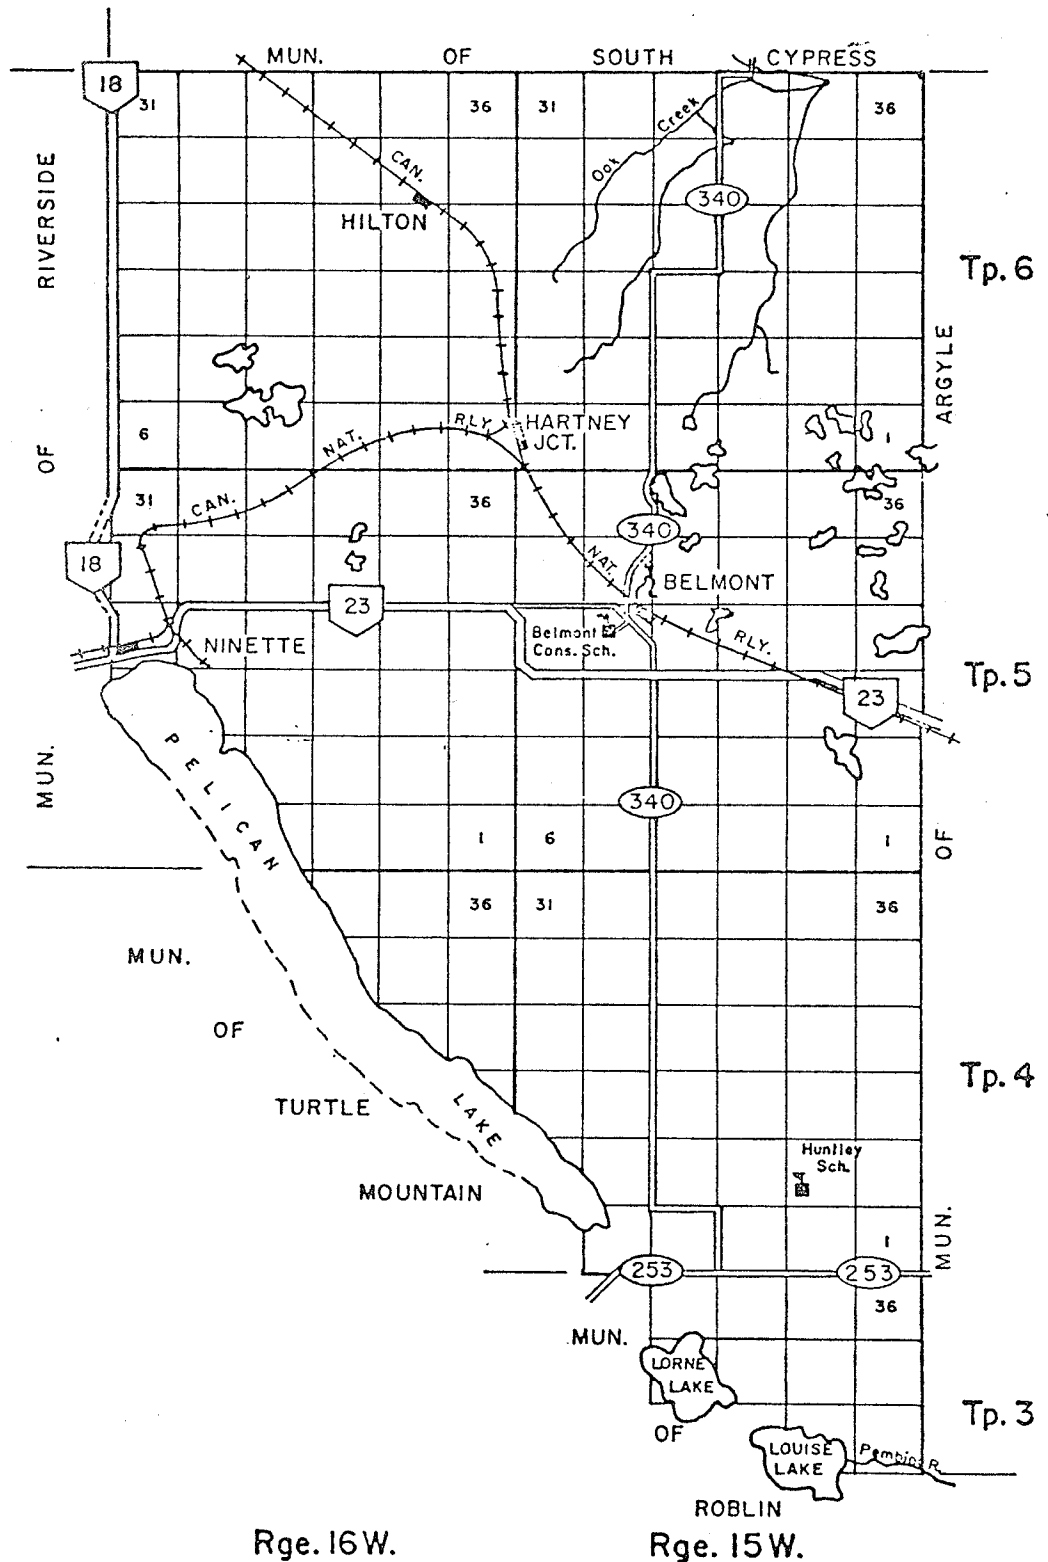 MUN. OF SOUTH CYPRESS
18
31
36
31
36
RIVERSIDE
OF
MUN.
Oak Creek
340
CAN.
HILTON
Tp. 6
ARGYLE
OF
MUN.
6
NAT.
RLY.
HARTNEY
JCT.
1
31
CAN.
36
36
340
18
NAT.
BELMONT
23
Belmont
Cons. Sch.
RLY.
NINETTE
Tp. 5
23
PELICAN
LAKE
340
1
6
1
36
31
36
MUN.
OF
TURTLE
MOUNTAIN
Tp. 4
Huntley
Sch.
1
253
253
36
MUN.
OF
ROBLIN
LORNE
LAKE
Tp. 3
LOUISE
LAKE
Pembina R.
Rge. 16W.
Rge. 15W.